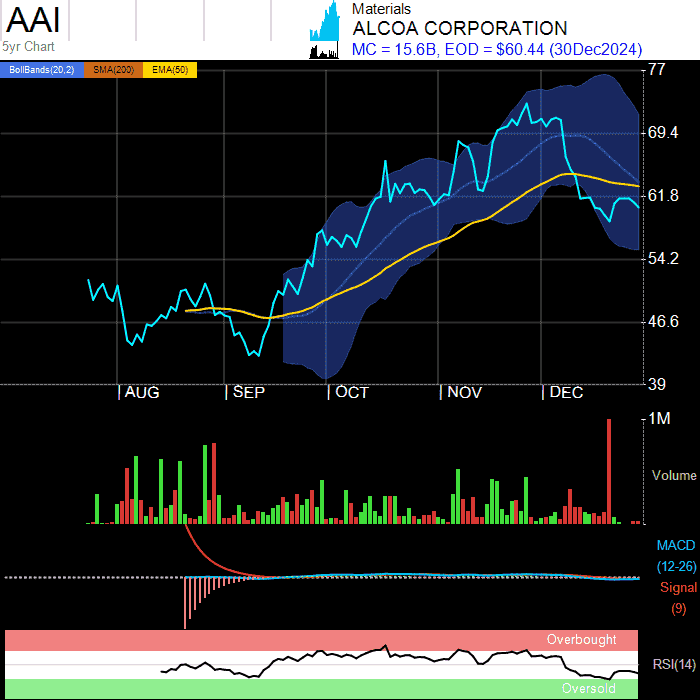 AAI
5yr Chart
Materials
ALCOA CORPORATION
MC = 15.6B, EOD = $60.44 (30Dec2024)
BollBands(20,2) SMA(200) EMA(50)
77
69.4
61.8
54.2
46.6
39
AUG SEP OCT NOV DEC
1M
Volume
MACD
(12-26)
Signal
(9)
Overbought
RSI(14)
Oversold